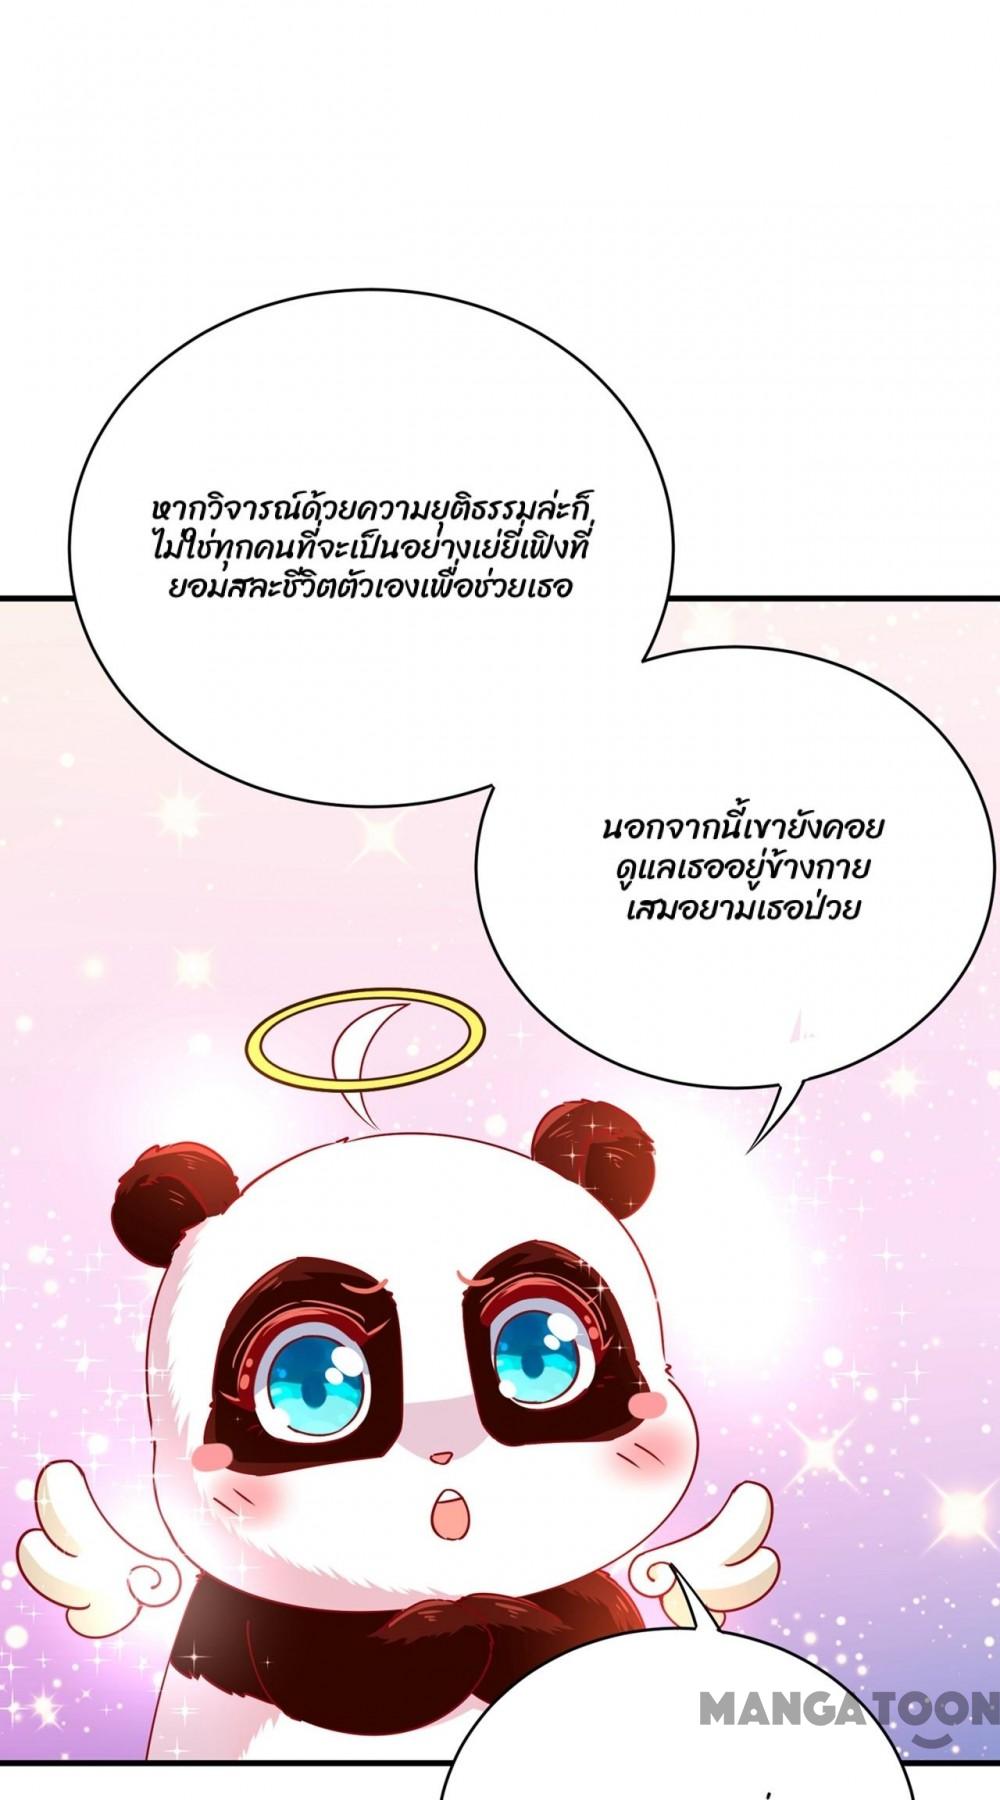 หากวิจารณ์ด้วยความยุติธรรมล่ะก็
ไม่ใช่ทุกคนที่จะเป็นอย่างเย่ยี่เฟิงที่
ยอมสละชีวิตตัวเองเพื่อช่วยเธอ
นอกจากนี้เขายังคอย
ดูแลเธออยู่ข้างกาย
เสมอยามเธอป่วย
MANGATOON